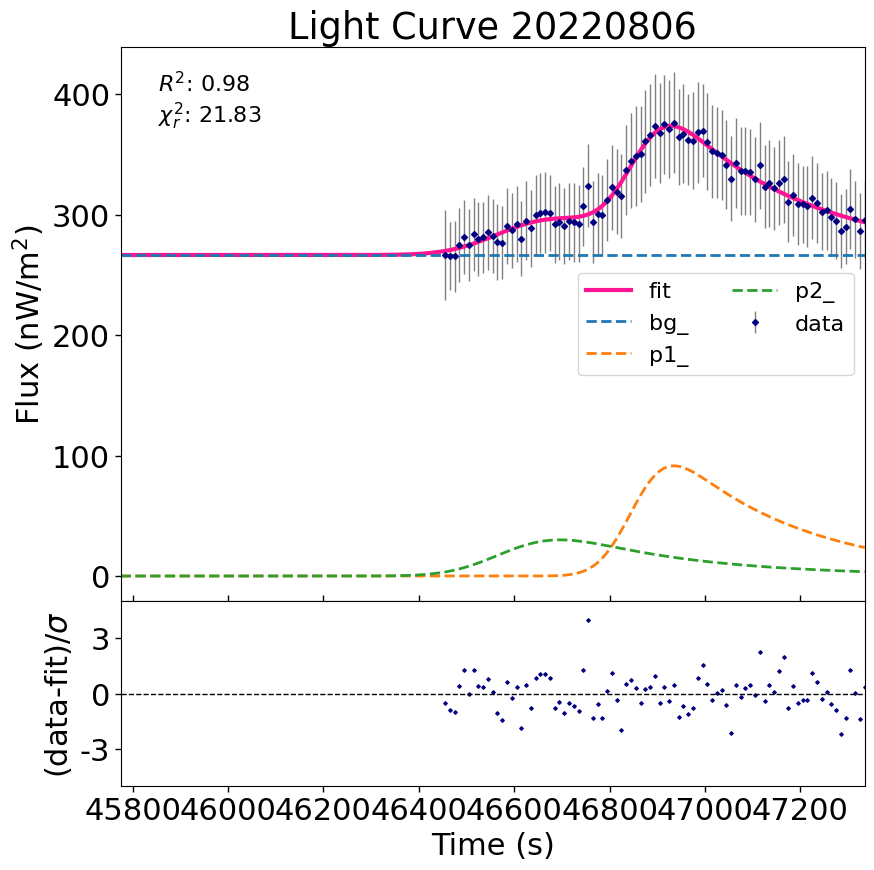 Light Curve 20220806
R²: 0.98
χ²ᵣ: 21.83
Flux (nW/m²)
400
300
200
100
0
fit
bg_
p1_
p2_
data
(data-fit)/σ
3
0
-3
45800 46000 46200 46400 46600 46800 47000 47200
Time (s)